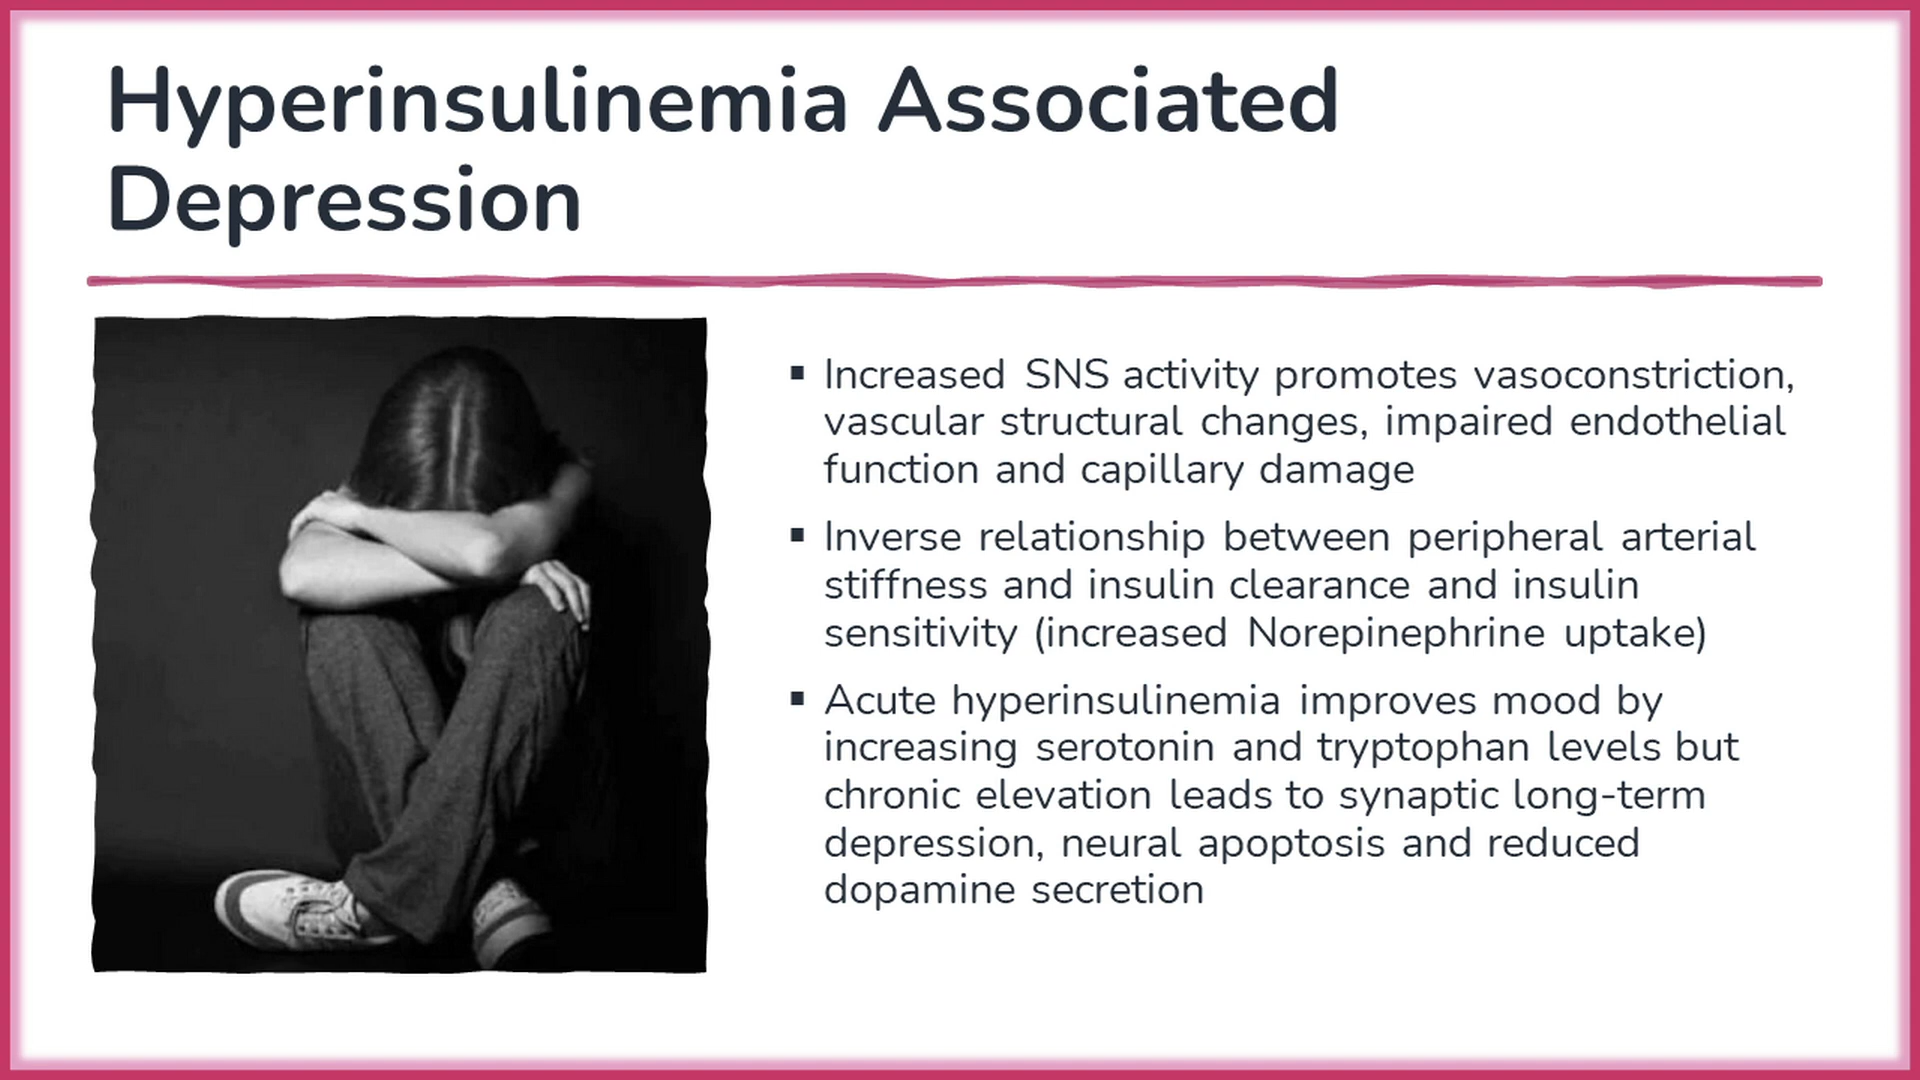 Hyperinsulinemia Associated
Depression
▪ Increased SNS activity promotes vasoconstriction,
vascular structural changes, impaired endothelial
function and capillary damage
▪ Inverse relationship between peripheral arterial
stiffness and insulin clearance and insulin
sensitivity (increased Norepinephrine uptake)
▪ Acute hyperinsulinemia improves mood by
increasing serotonin and tryptophan levels but
chronic elevation leads to synaptic long-term
depression, neural apoptosis and reduced
dopamine secretion